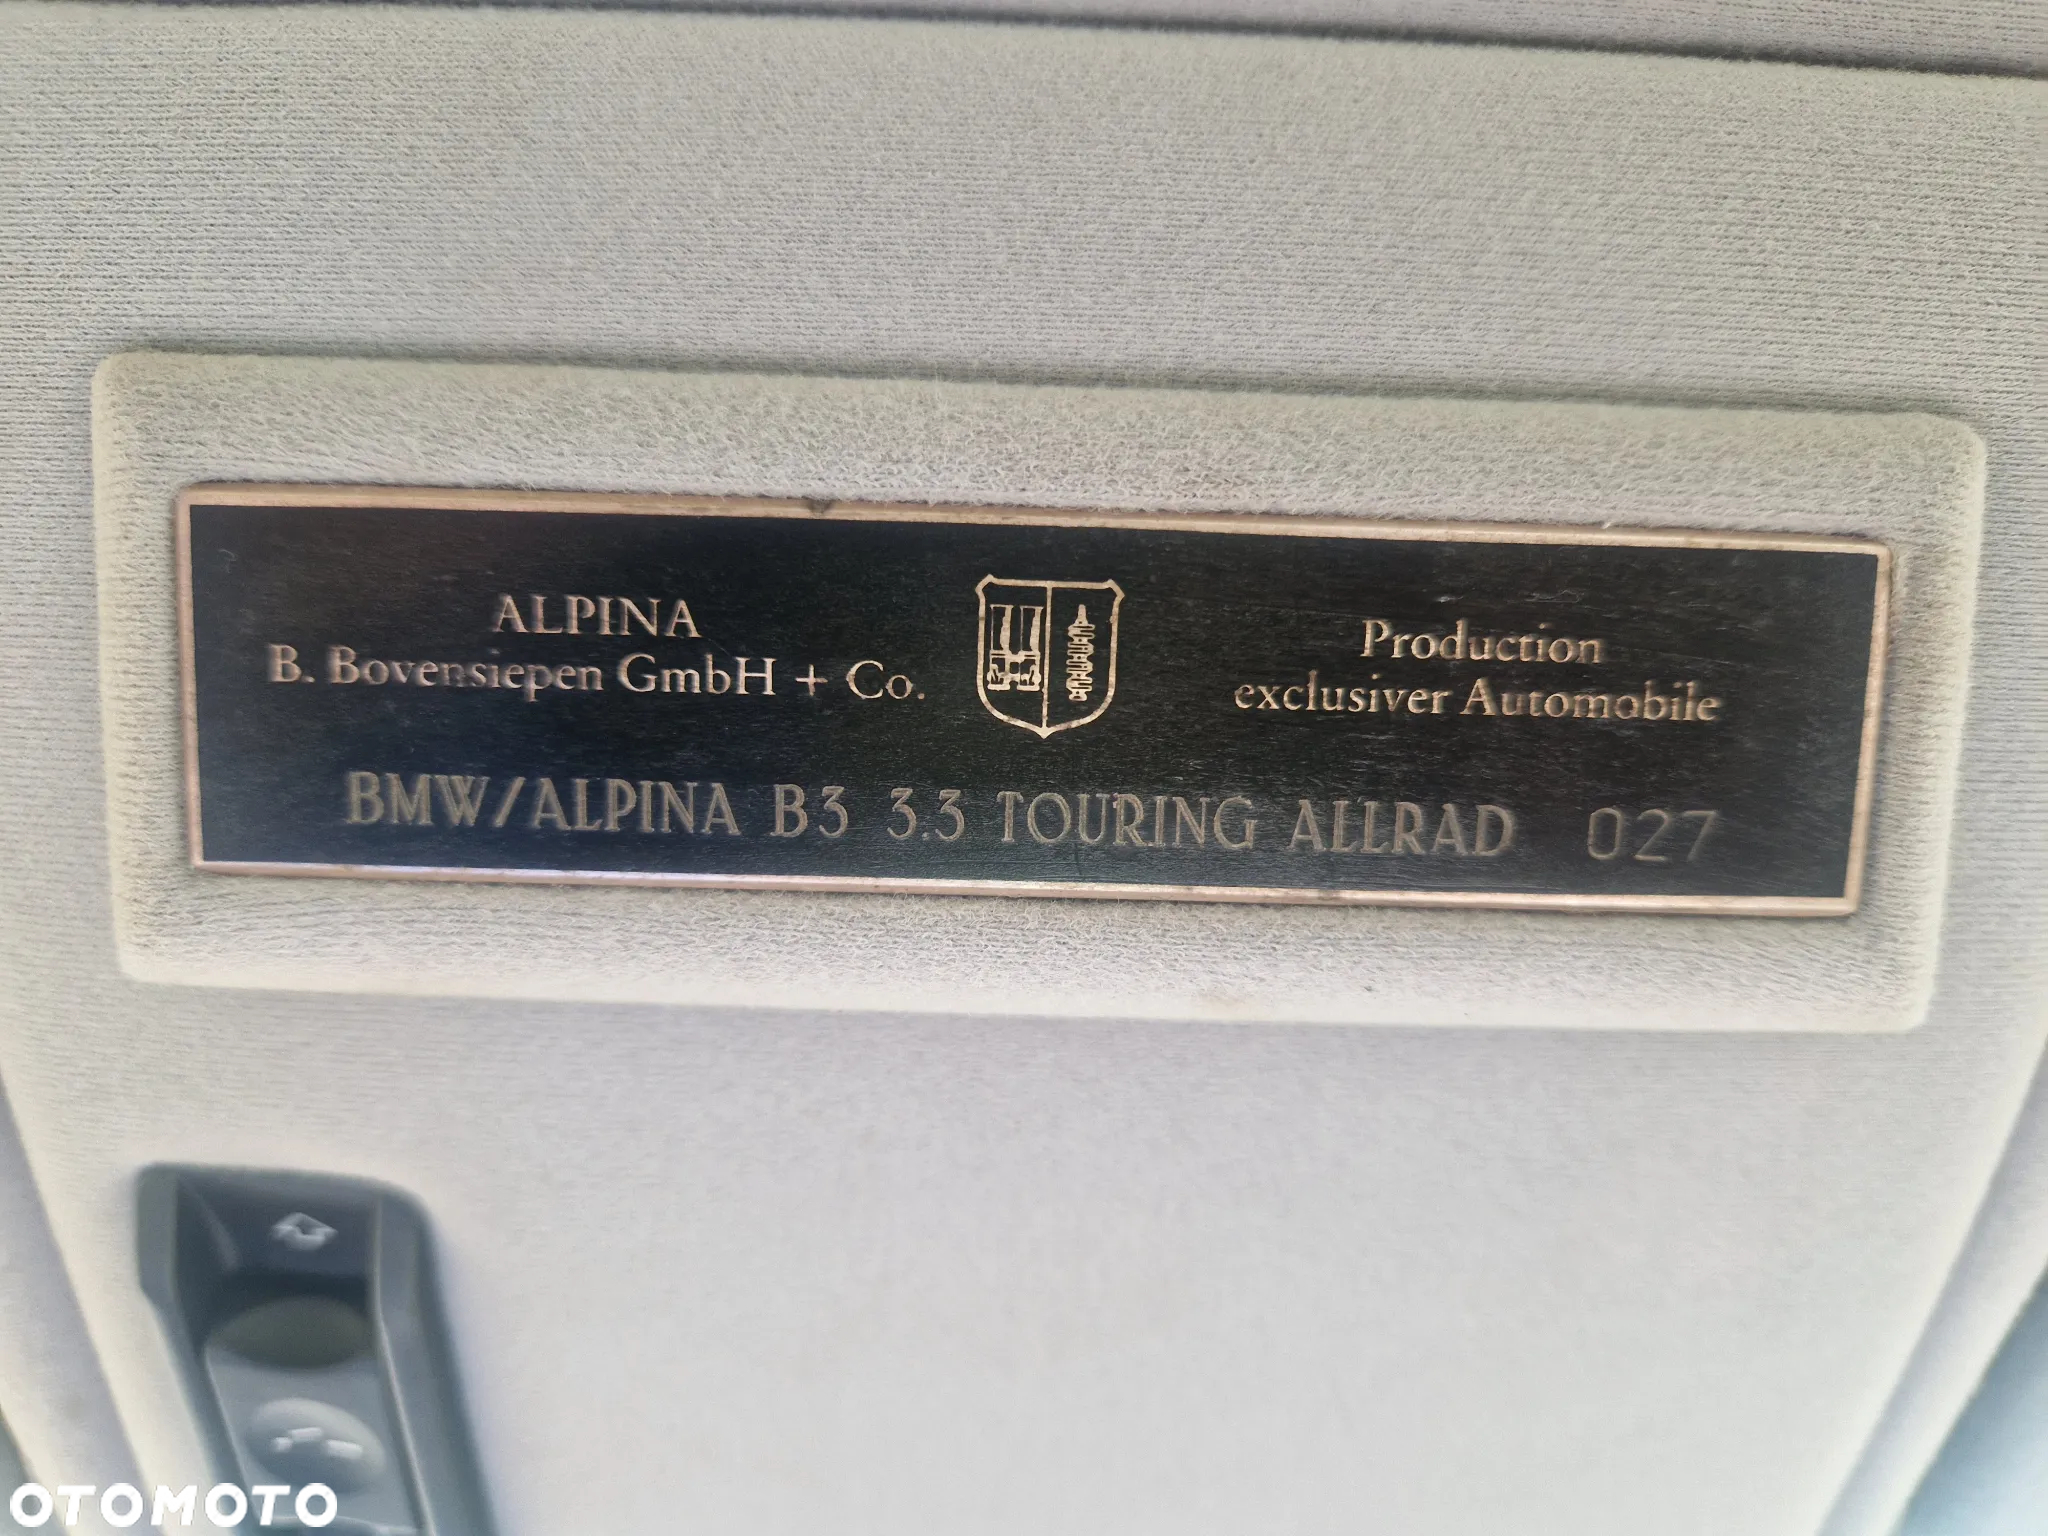 ALPINA
B. Bovensiepen GmbH + Co.
Production
exclusiver Automobile
BMW/ALPINA B3 3.3 TOURING ALLRAD 027
OTOMOTO